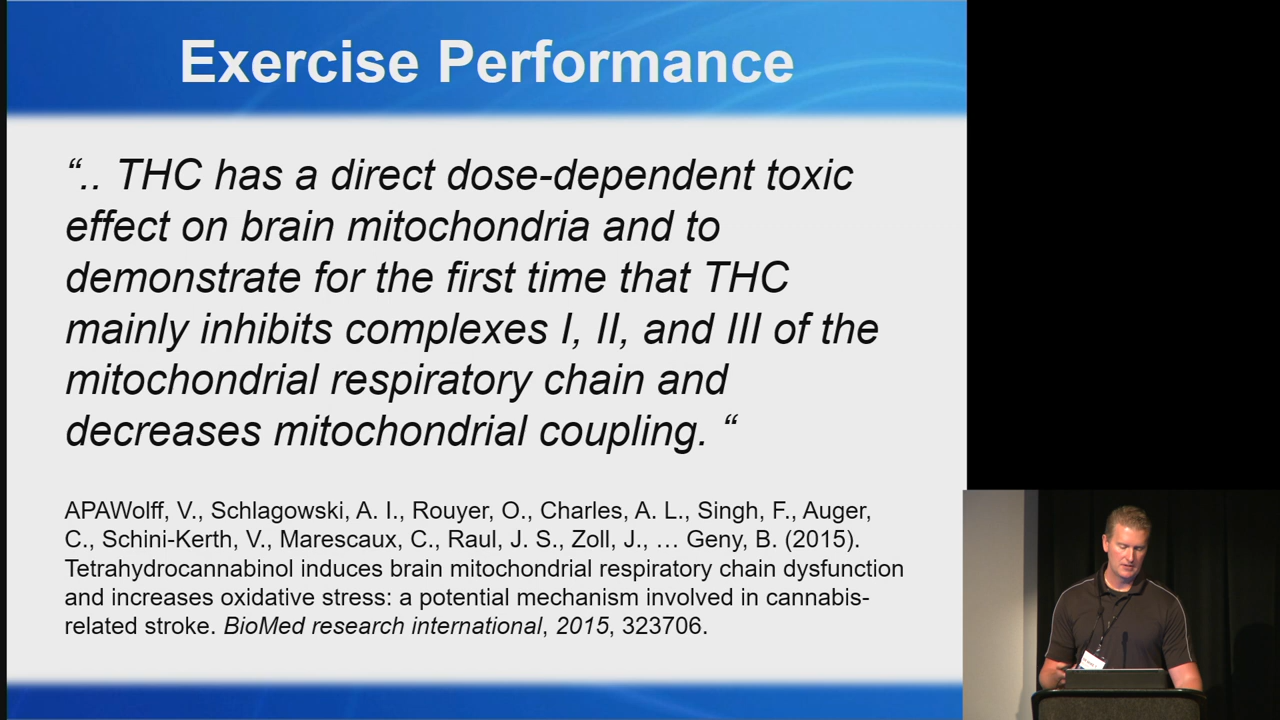 Exercise Performance
“.. THC has a direct dose-dependent toxic
effect on brain mitochondria and to
demonstrate for the first time that THC
mainly inhibits complexes I, II, and III of the
mitochondrial respiratory chain and
decreases mitochondrial coupling. “
APAWolff, V., Schlagowski, A. I., Rouyer, O., Charles, A. L., Singh, F., Auger,
C., Schini-Kerth, V., Marescaux, C., Raul, J. S., Zoll, J., … Geny, B. (2015).
Tetrahydrocannabinol induces brain mitochondrial respiratory chain dysfunction
and increases oxidative stress: a potential mechanism involved in cannabis-
related stroke. BioMed research international, 2015, 323706.